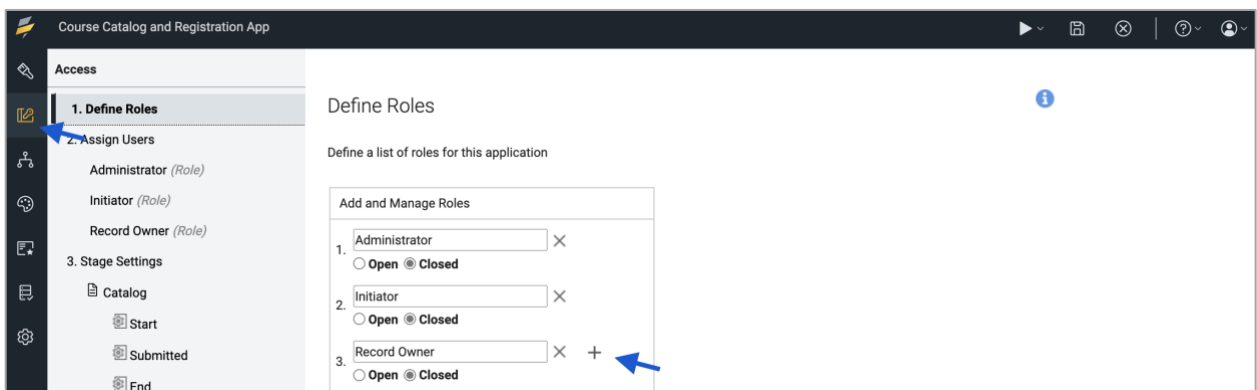 Course Catalog and Registration App
Access
1. Define Roles
2. Assign Users
Administrator (Role)
Initiator (Role)
Record Owner (Role)
3. Stage Settings
Catalog
Start
Submitted
End
Define Roles
Define a list of roles for this application
Add and Manage Roles
1. Administrator
Open Closed
2. Initiator
Open Closed
3. Record Owner
Open Closed